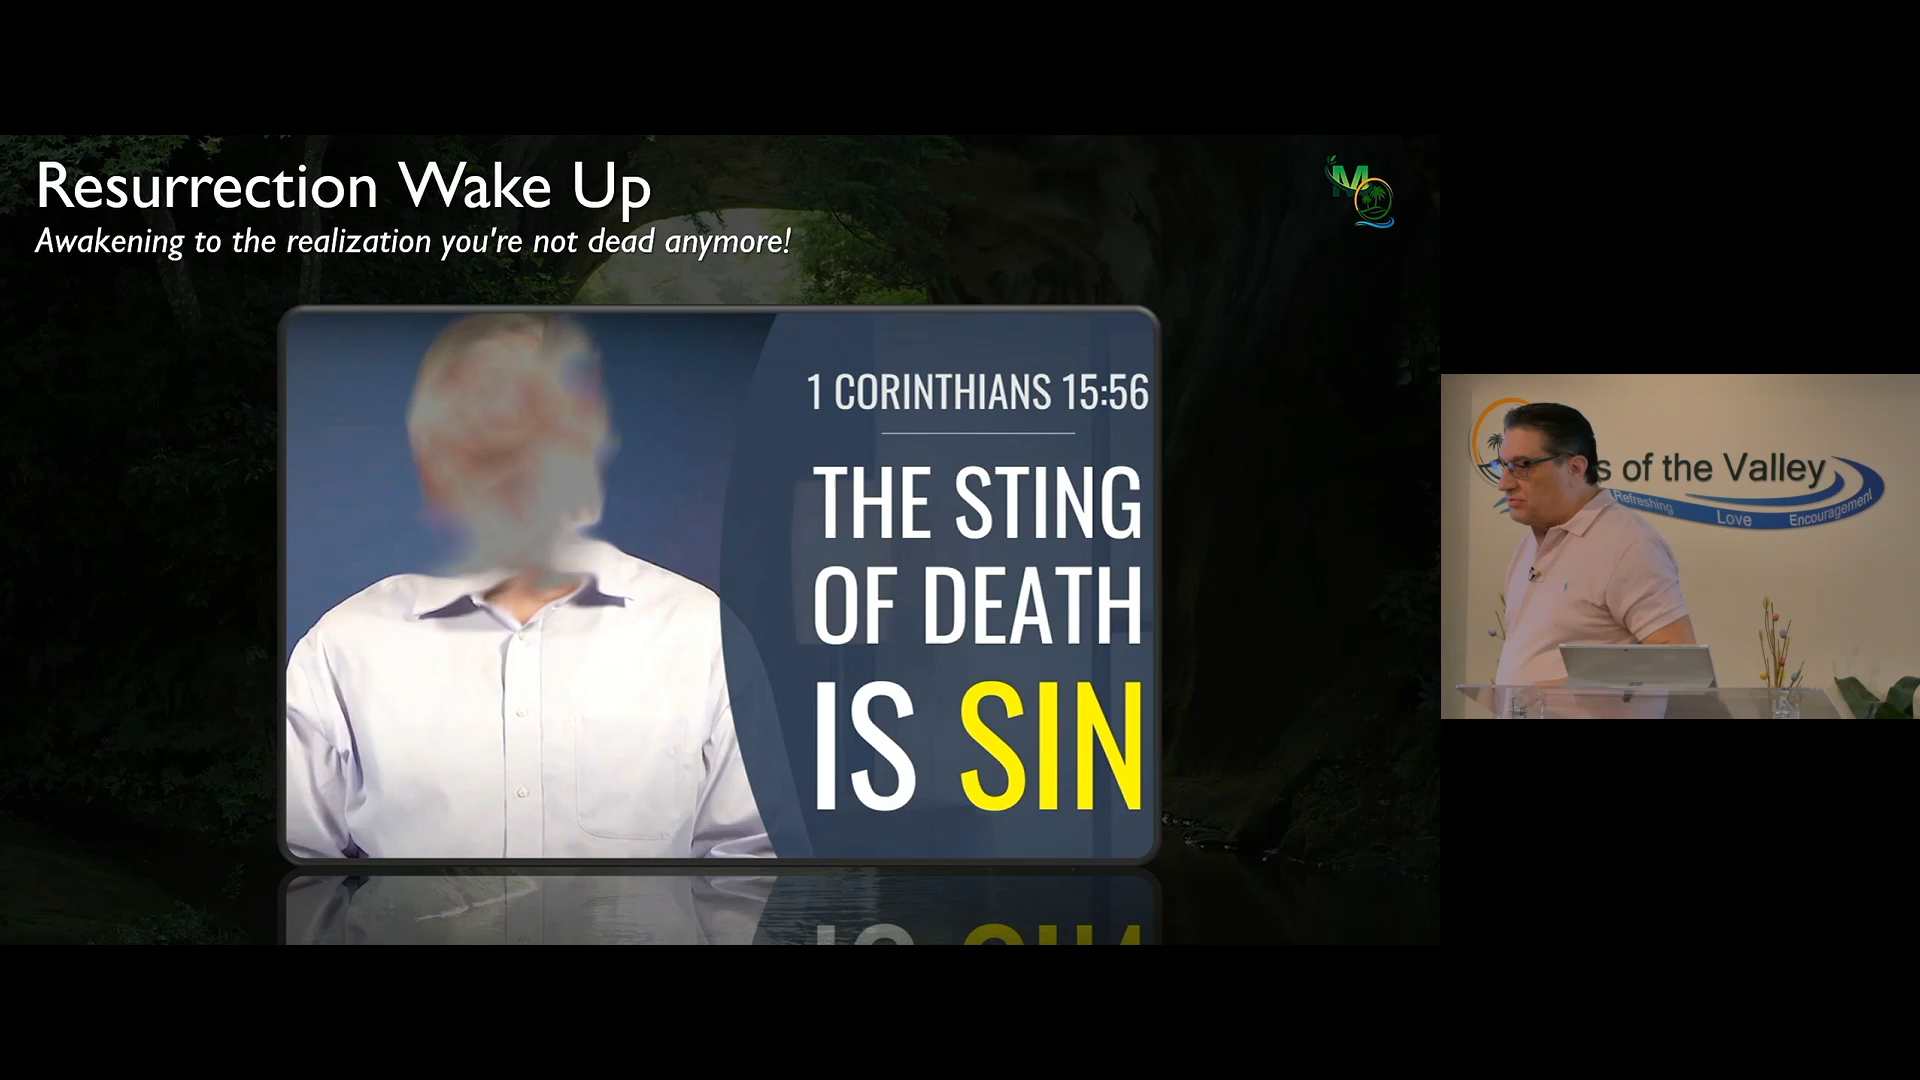 Resurrection Wake Up
Awakening to the realization you're not dead anymore!
M
1 CORINTHIANS 15:56
THE STING
OF DEATH
IS SIN
s of the Valley
Refreshing
Love
Encouragement